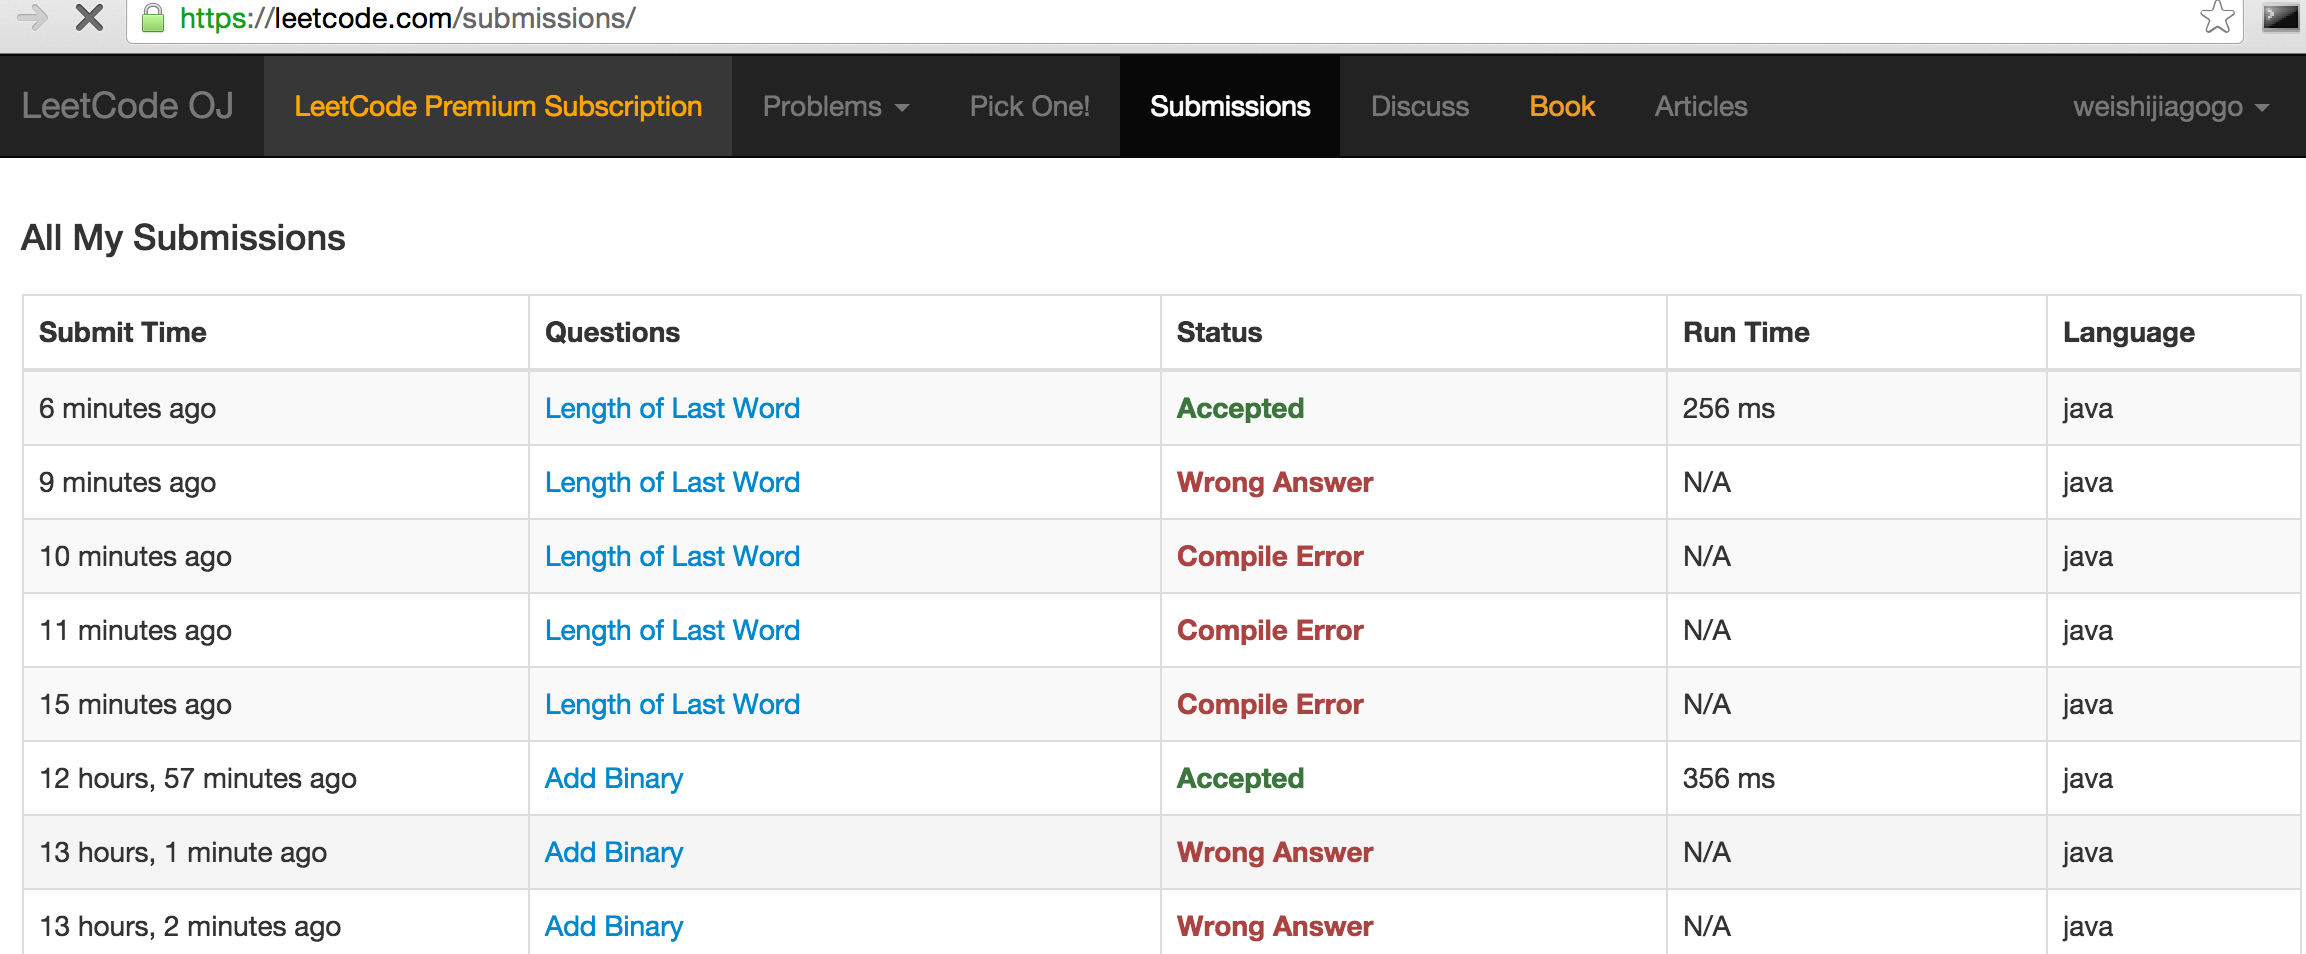 https://leetcode.com/submissions/
LeetCode OJ LeetCode Premium Subscription Problems Pick One! Submissions Discuss Book Articles weishijiagogo
All My Submissions
Submit Time Questions Status Run Time Language
6 minutes ago Length of Last Word Accepted 256 ms java
9 minutes ago Length of Last Word Wrong Answer N/A java
10 minutes ago Length of Last Word Compile Error N/A java
11 minutes ago Length of Last Word Compile Error N/A java
15 minutes ago Length of Last Word Compile Error N/A java
12 hours, 57 minutes ago Add Binary Accepted 356 ms java
13 hours, 1 minute ago Add Binary Wrong Answer N/A java
13 hours, 2 minutes ago Add Binary Wrong Answer N/A java